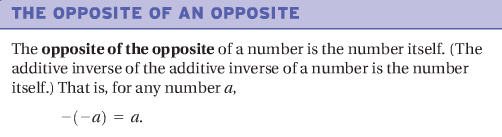 THE OPPOSITE OF AN OPPOSITE
The opposite of the opposite of a number is the number itself. (The
additive inverse of the additive inverse of a number is the number
itself.) That is, for any number a,
−(−a) = a.